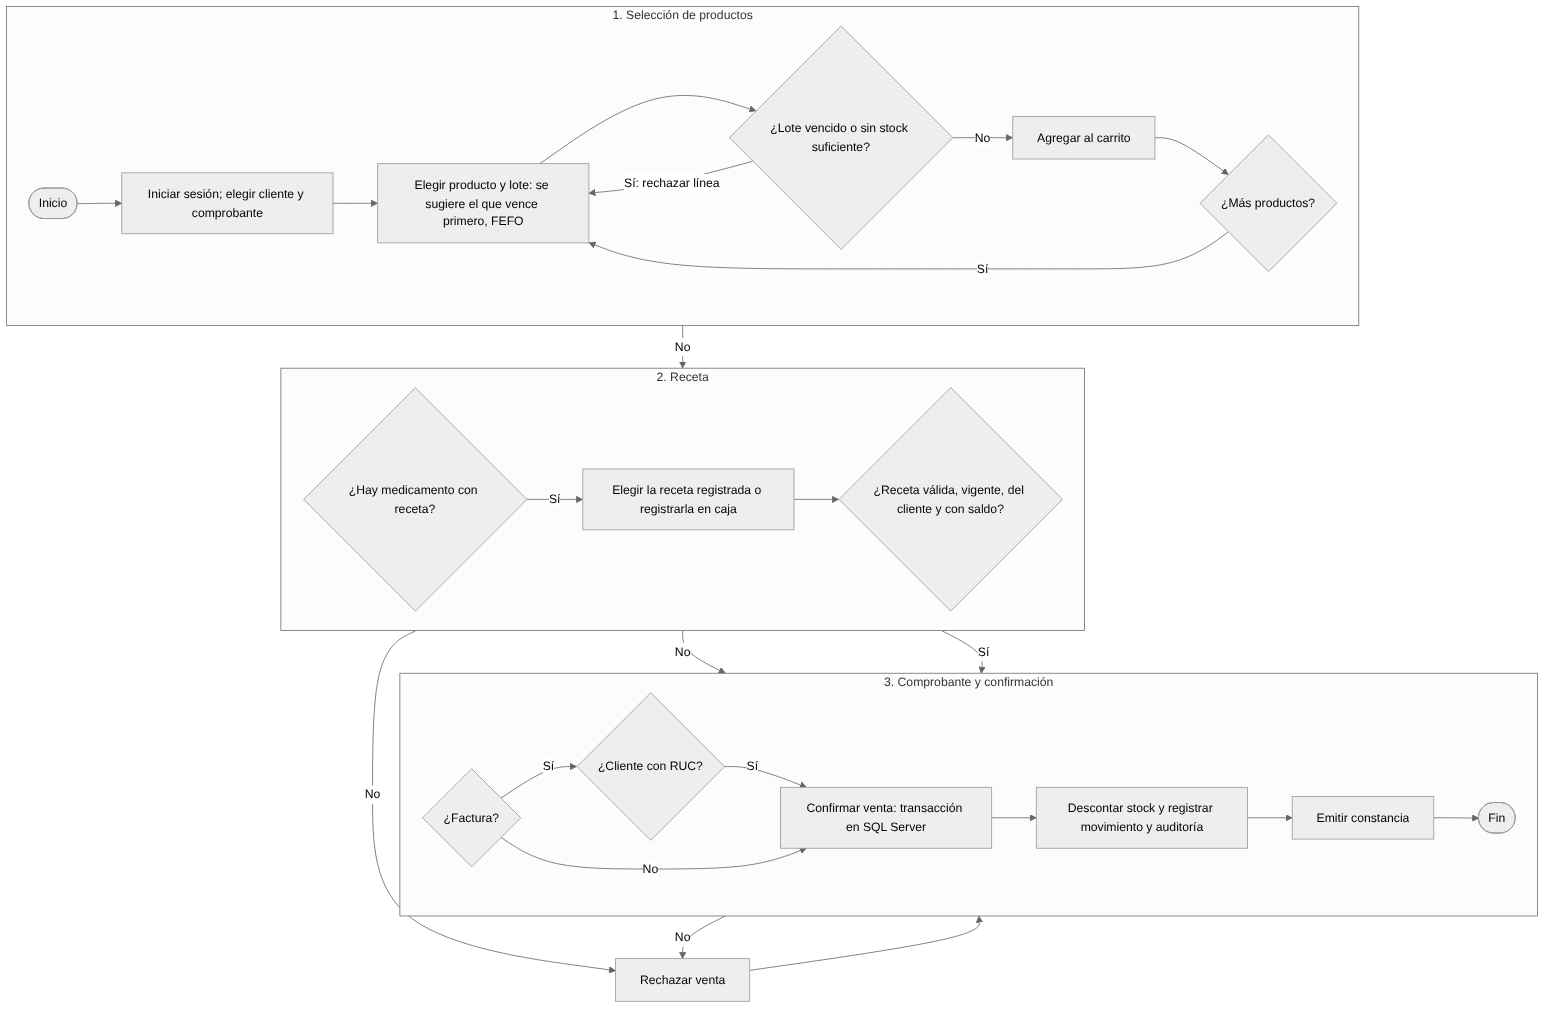 1. Selección de productos
Inicio
Iniciar sesión; elegir cliente y
comprobante
Elegir producto y lote: se
sugiere el que vence
primero, FEFO
¿Lote vencido o sin stock
suficiente?
Sí: rechazar línea
No
Agregar al carrito
¿Más productos?
Sí
No
2. Receta
¿Hay medicamento con
receta?
Sí
Elegir la receta registrada o
registrarla en caja
¿Receta válida, vigente, del
cliente y con saldo?
No
Sí
3. Comprobante y confirmación
No
¿Factura?
Sí
¿Cliente con RUC?
Sí
No
Confirmar venta: transacción
en SQL Server
Descontar stock y registrar
movimiento y auditoría
Emitir constancia
Fin
No
Rechazar venta